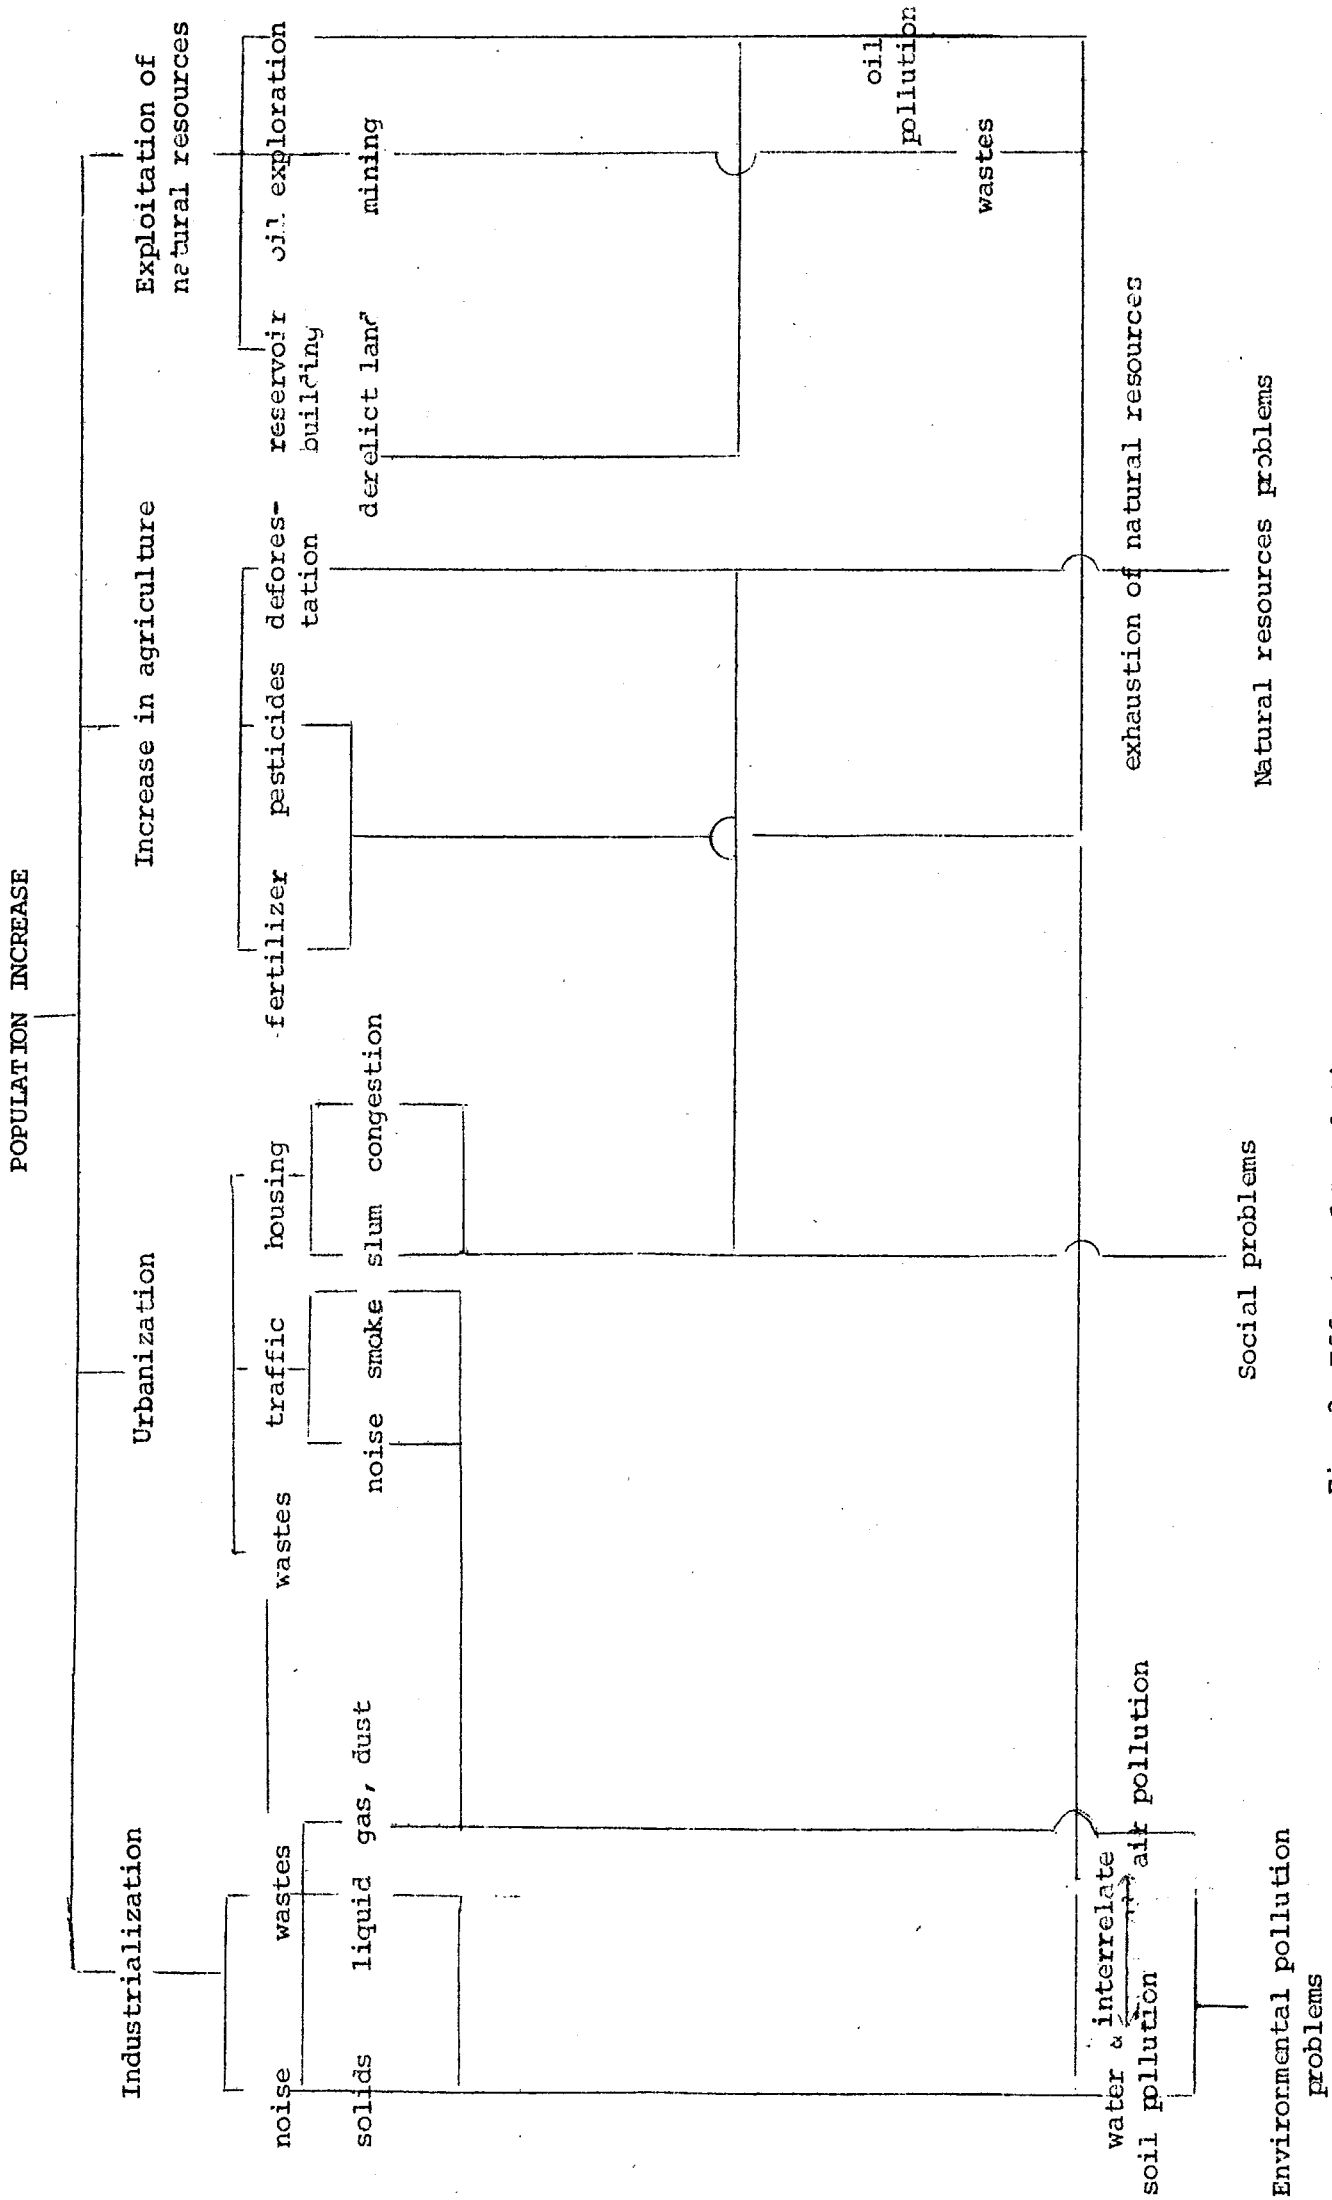 POPULATION INCREASE
Industrialization
Urbanization
Increase in agriculture
Exploitation of
natural resources
noise wastes
wastes traffic housing
fertilizer pesticides defores-
tation
reservoir oil exploration
building
solids liquid gas, dust
noise smoke slum congestion
derelict land mining
oil
pollution
wastes
water & interrelate
soil pollution air pollution
exhaustion of natural resources
Environmental pollution
problems
Social problems
Natural resources problems